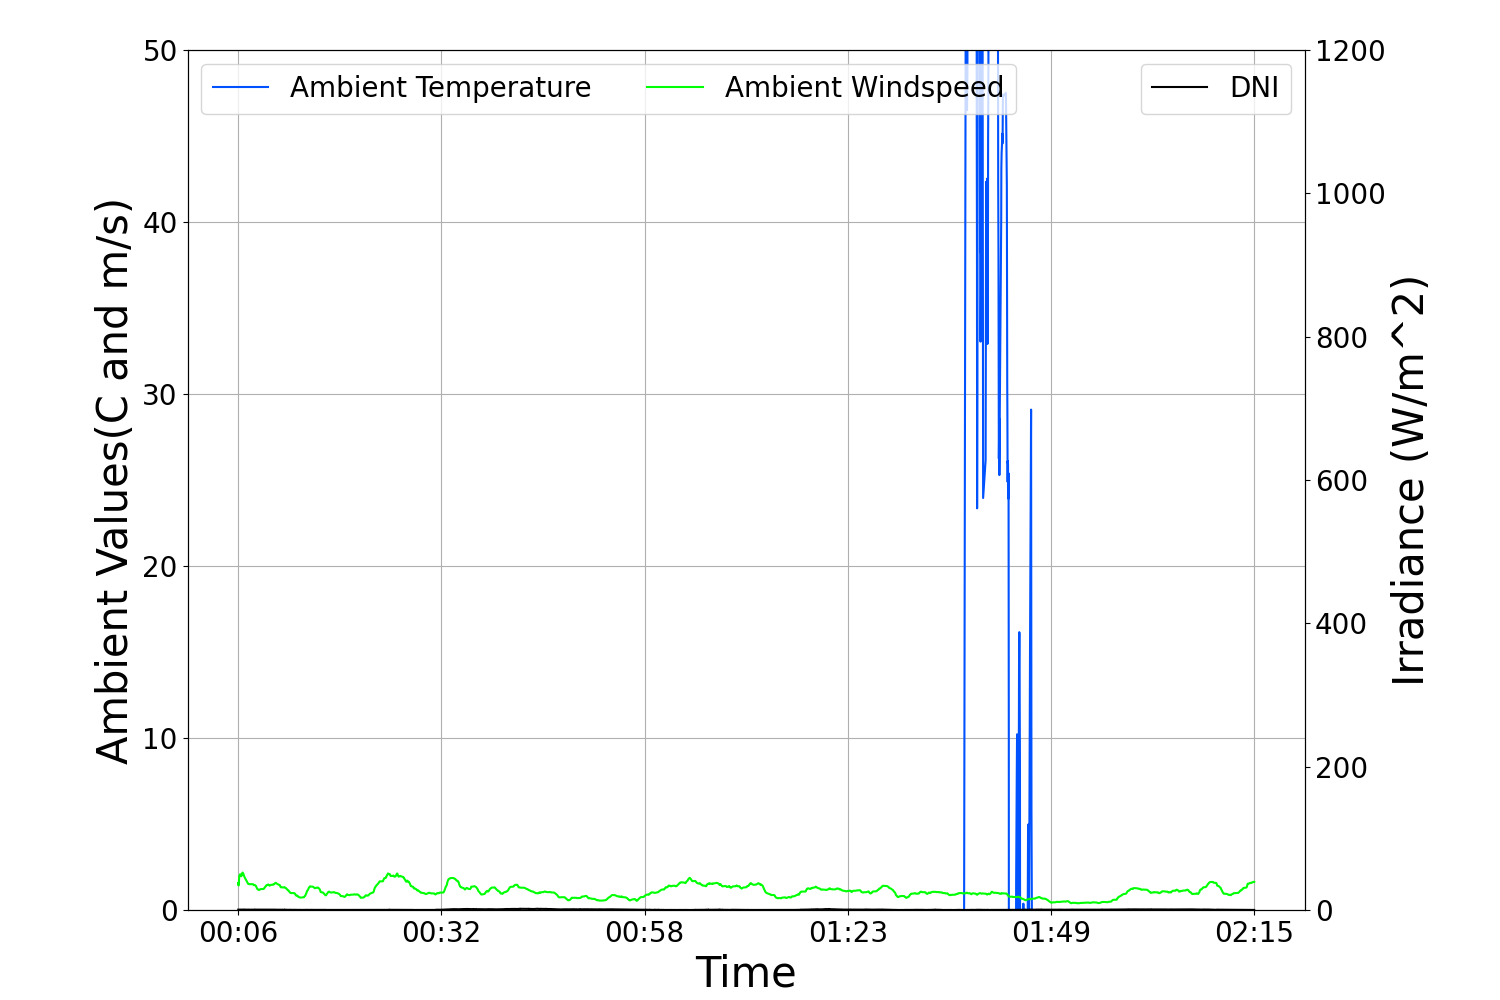 Ambient Temperature Ambient Windspeed DNI
50
40
30
20
10
0
1200
1000
800
600
400
200
0
Ambient Values(C and m/s)
Irradiance (W/m^2)
00:06 00:32 00:58 01:23 01:49 02:15
Time